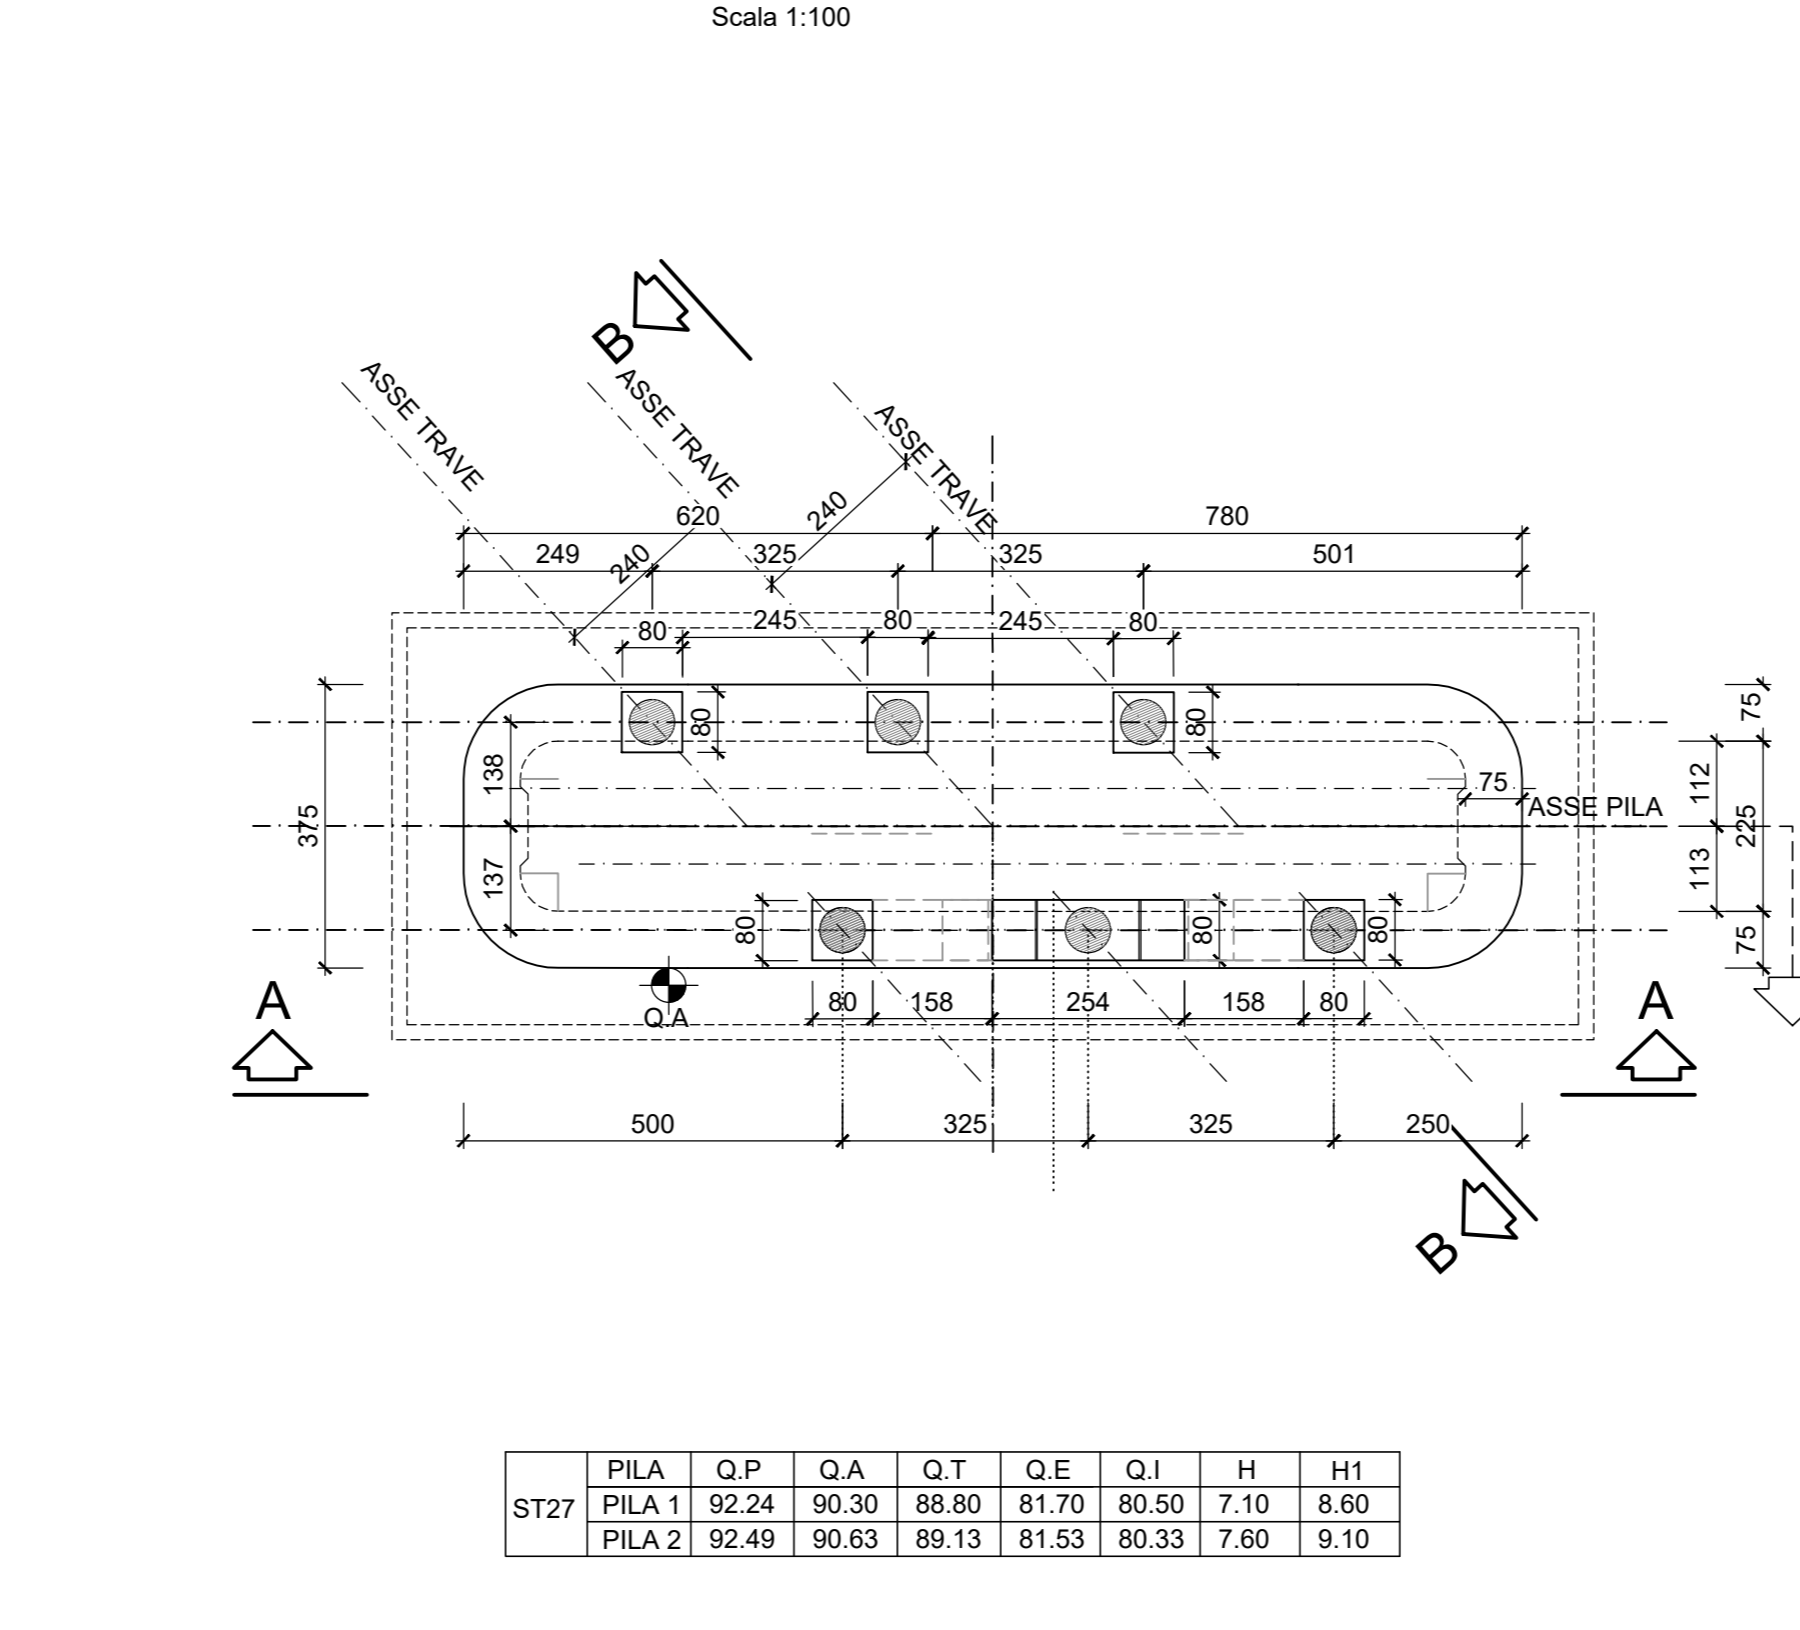 Scala 1:100
B
ASSE TRAVE
ASSE TRAVE
ASSE TRAVE
620
240
780
249
240
325
325
501
80
245
80
245
80
80
80
75
138
75
112
375
ASSE PILA
225
137
113
80
80
80
75
A
Q.A
80
158
254
158
80
A
500
325
325
250
B
ST27
PILA Q.P Q.A Q.T Q.E Q.I H H1
PILA 1 92.24 90.30 88.80 81.70 80.50 7.10 8.60
PILA 2 92.49 90.63 89.13 81.53 80.33 7.60 9.10